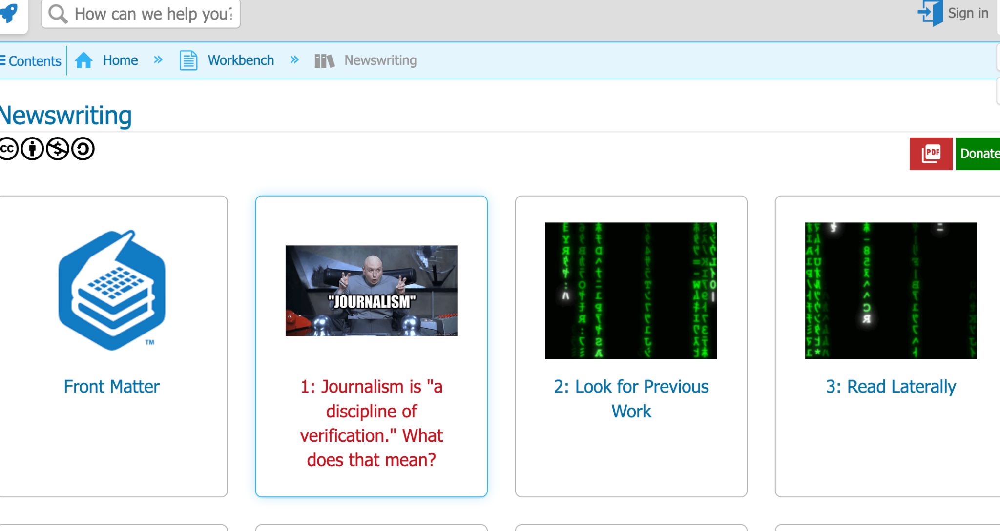 How can we help you?
Sign in
Contents
Home » Workbench » Newswriting
Newswriting
cc
PDF
Donate
"JOURNALISM"
TM
Front Matter
1: Journalism is "a
discipline of
verification." What
does that mean?
2: Look for Previous
Work
3: Read Laterally